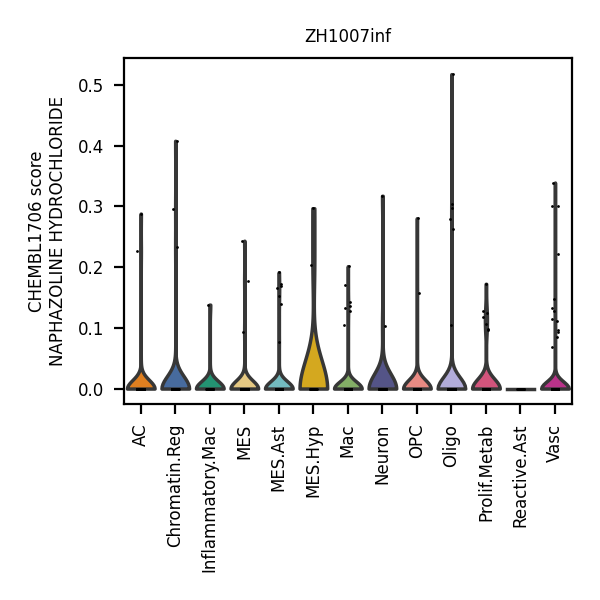 ZH1007inf
CHEMBL1706 score
NAPHAZOLINE HYDROCHLORIDE
0.5
0.4
0.3
0.2
0.1
0.0
AC
Chromatin.Reg
Inflammatory.Mac
MES
MES.Ast
MES.Hyp
Mac
Neuron
OPC
Oligo
Prolif.Metab
Reactive.Ast
Vasc